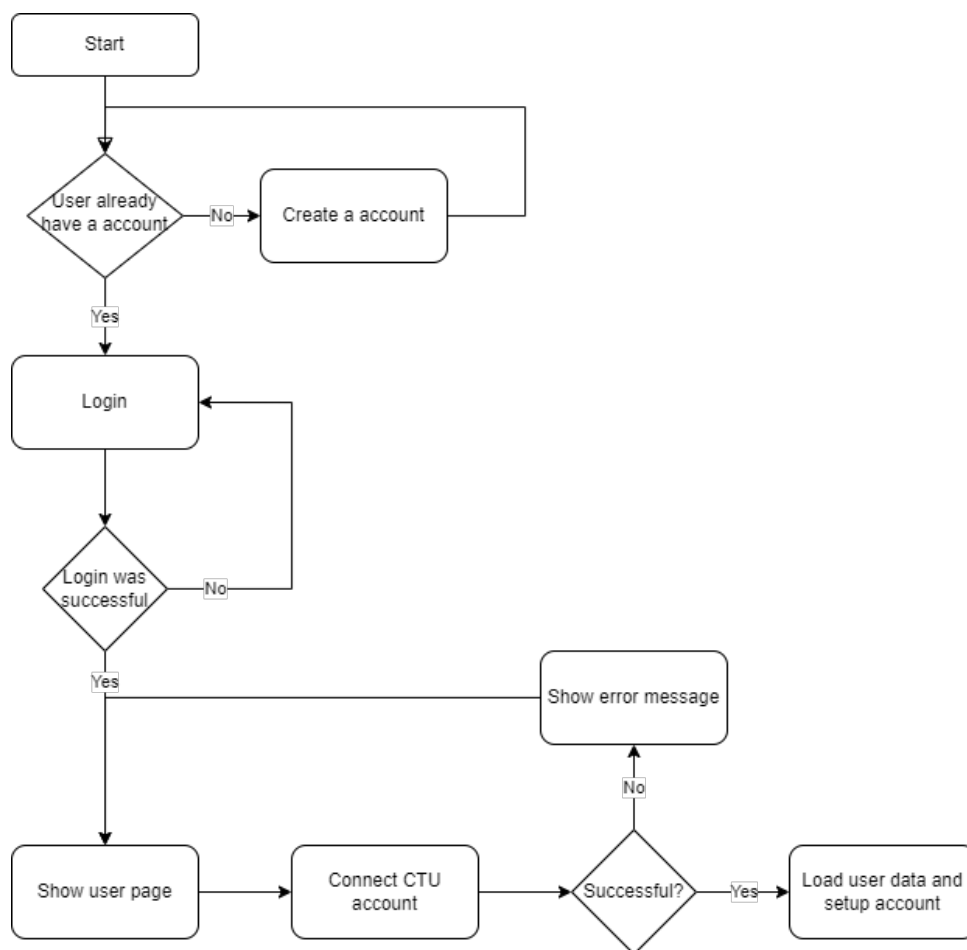 Start
User already
have a account
No
Create a account
Yes
Login
Login was
successful
No
Yes
Show error message
No
Show user page
Connect CTU
account
Successful?
Yes
Load user data and
setup account